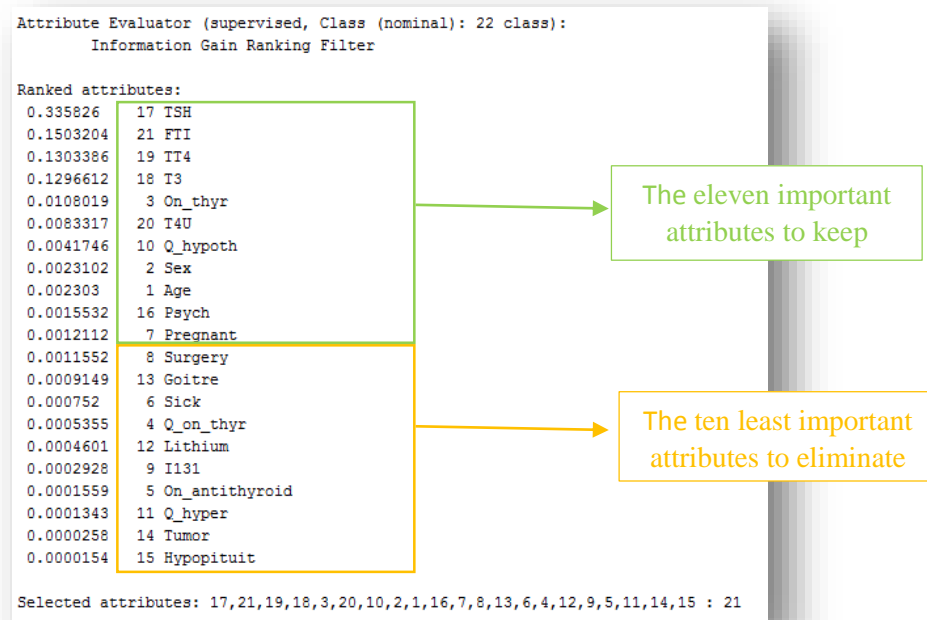 Attribute Evaluator (supervised, Class (nominal): 22 class):
Information Gain Ranking Filter
Ranked attributes:
0.335826 17 TSH
0.1503204 21 FTI
0.1303386 19 TT4
0.1296612 18 T3
0.0108019 3 On_thyr
0.0083317 20 T4U
0.0041746 10 Q_hypoth
0.0023102 2 Sex
0.002303 1 Age
0.0015532 16 Psych
0.0012112 7 Pregnant
0.0011552 8 Surgery
0.0009149 13 Goitre
0.000752 6 Sick
0.0005355 4 Q_on_thyr
0.0004601 12 Lithium
0.0002928 9 I131
0.0001559 5 On_antithyroid
0.0001343 11 Q_hyper
0.0000258 14 Tumor
0.0000154 15 Hypopituit
Selected attributes: 17,21,19,18,3,20,10,2,1,16,7,8,13,6,4,12,9,5,11,14,15 : 21
The eleven important
attributes to keep
The ten least important
attributes to eliminate